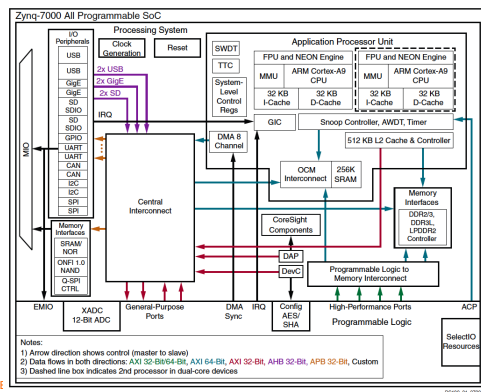 Zynq-7000 All Programmable SoC
Processing System
I/O
Peripherals
USB
USB
GigE
GigE
SD
SDIO
SD
SDIO
GPIO
UART
UART
CAN
CAN
I2C
I2C
SPI
SPI
Memory
Interfaces
SRAM/
NOR
ONFI 1.0
NAND
Q-SPI
CTRL
MIO
Clock
Generation
Reset
2x USB
2x GigE
2x SD
IRQ
Central
Interconnect
Application Processor Unit
SWDT
TTC
System-
Level
Control
Regs
FPU and NEON Engine
MMU
ARM Cortex-A9
CPU
32 KB
I-Cache
32 KB
D-Cache
FPU and NEON Engine
MMU
ARM Cortex-A9
CPU
32 KB
I-Cache
32 KB
D-Cache
GIC
Snoop Controller, AWDT, Timer
DMA 8
Channel
512 KB L2 Cache & Controller
OCM
Interconnect
256K
SRAM
Memory
Interfaces
DDR2/3,
DDR3L,
LPDDR2
Controller
CoreSight
Components
DAP
DevC
Programmable Logic to
Memory Interconnect
EMIO
XADC
12-Bit ADC
General-Purpose
Ports
DMA
Sync
IRQ
Config
AES/
SHA
High-Performance Ports
ACP
Programmable Logic
SelectIO
Resources
Notes:
1) Arrow direction shows control (master to slave)
2) Data flows in both directions: AXI 32-Bit/64-Bit, AXI 64-Bit, AXI 32-Bit, AHB 32-Bit, APB 32-Bit, Custom
3) Dashed line box indicates 2nd processor in dual-core devices